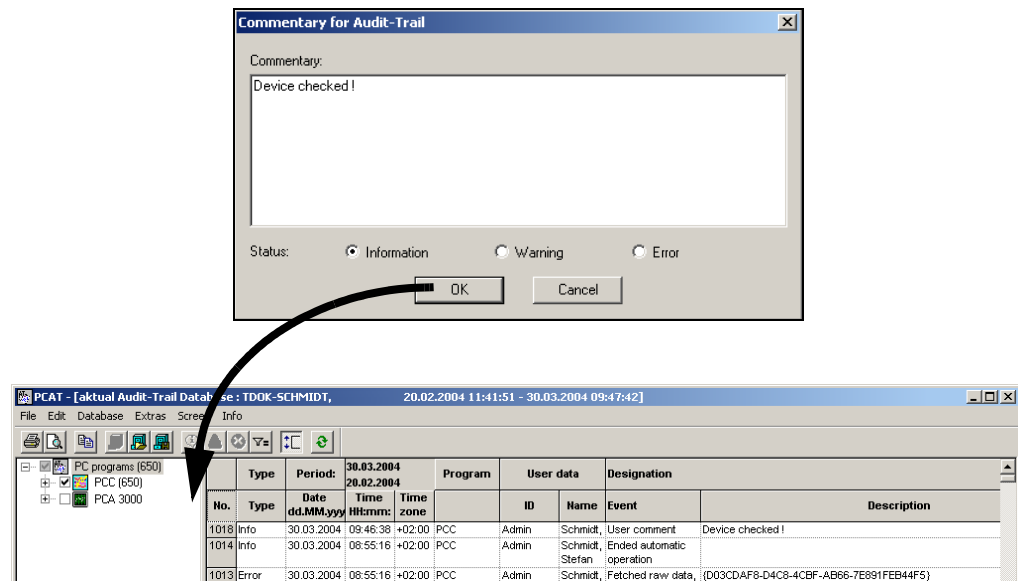 Commentary for Audit-Trail
Commentary:
Device checked !
Status: Information Warning Error
OK Cancel
PCAT - [aktual Audit-Trail Database : TDOK-SCHMIDT, 20.02.2004 11:41:51 - 30.03.2004 09:47:42]
File Edit Database Extras Screen Info
PC programs (650)
PCC (650)
PCA 3000
Type Period: 30.03.2004 20.02.2004 Program User data Designation
No. Type Date dd.MM.yyy Time HH:mm: Time zone ID Name Event Description
1018 Info 30.03.2004 09:46:38 +02:00 PCC Admin Schmidt, User comment Device checked !
1014 Info 30.03.2004 08:55:16 +02:00 PCC Admin Schmidt, Ended automatic
Stefan operation
1013 Error 30.03.2004 08:55:16 +02:00 PCC Admin Schmidt, Fetched raw data, {D03CDAF8-D4C8-4CBF-AB66-7E891FEB44F5}